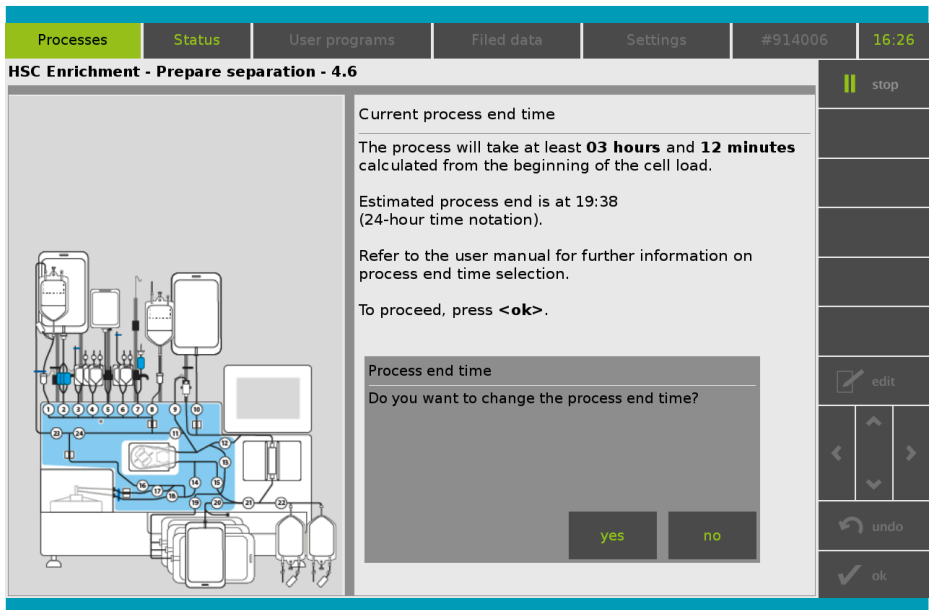 Processes Status User programs Filed data Settings #914006 16:26
HSC Enrichment - Prepare separation - 4.6
stop
Current process end time
The process will take at least 03 hours and 12 minutes
calculated from the beginning of the cell load.
Estimated process end is at 19:38
(24-hour time notation).
Refer to the user manual for further information on
process end time selection.
To proceed, press <ok>.
Process end time
Do you want to change the process end time?
yes no
edit
undo
ok
1 2 3 4 5 6 7 8 9 10
23 24 11
12
13
16 17 18 14 15
19 20 21 22